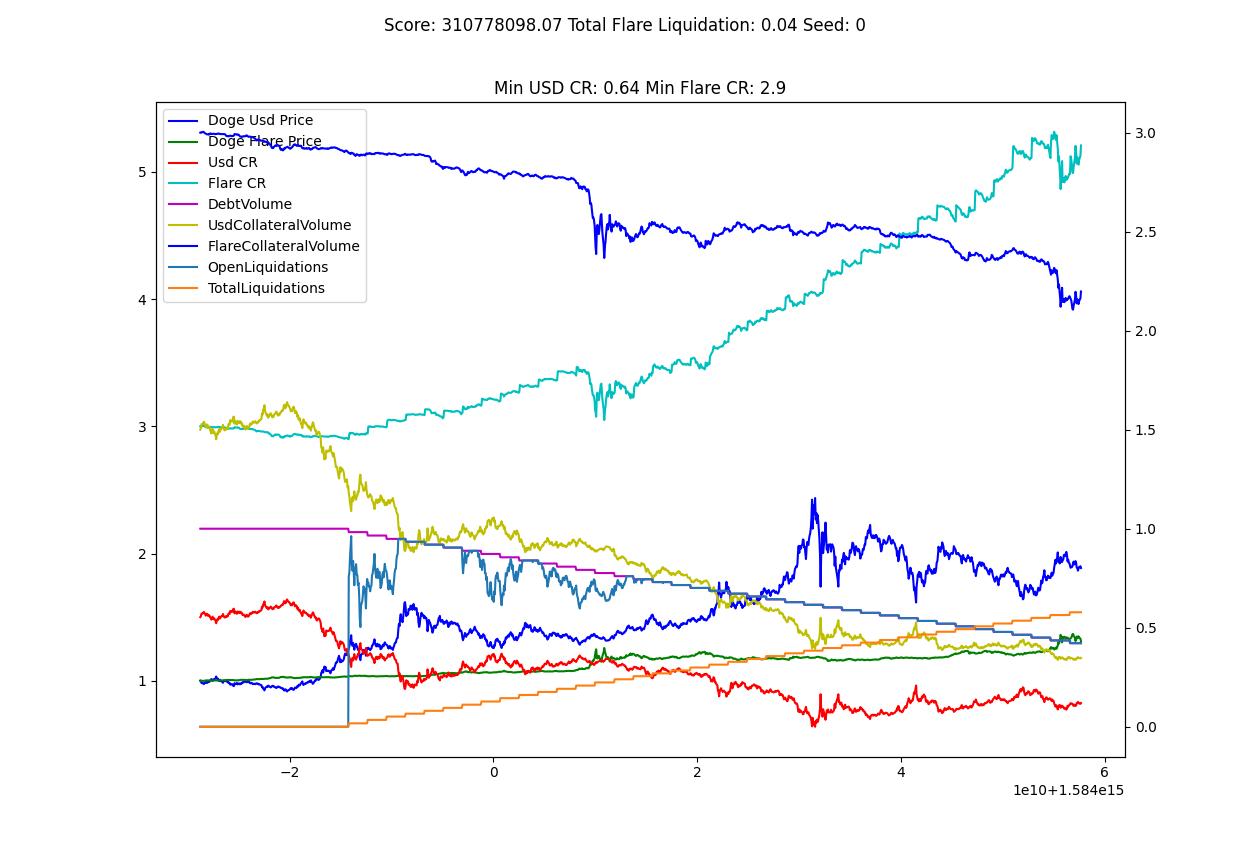 Score: 310778098.07 Total Flare Liquidation: 0.04 Seed: 0
Min USD CR: 0.64 Min Flare CR: 2.9
Doge Usd Price
Doge Flare Price
Usd CR
Flare CR
DebtVolume
UsdCollateralVolume
FlareCollateralVolume
OpenLiquidations
TotalLiquidations
5
4
3
2
1
3.0
2.5
2.0
1.5
1.0
0.5
0.0
−2
0
2
4
6
1e10+1.584e15